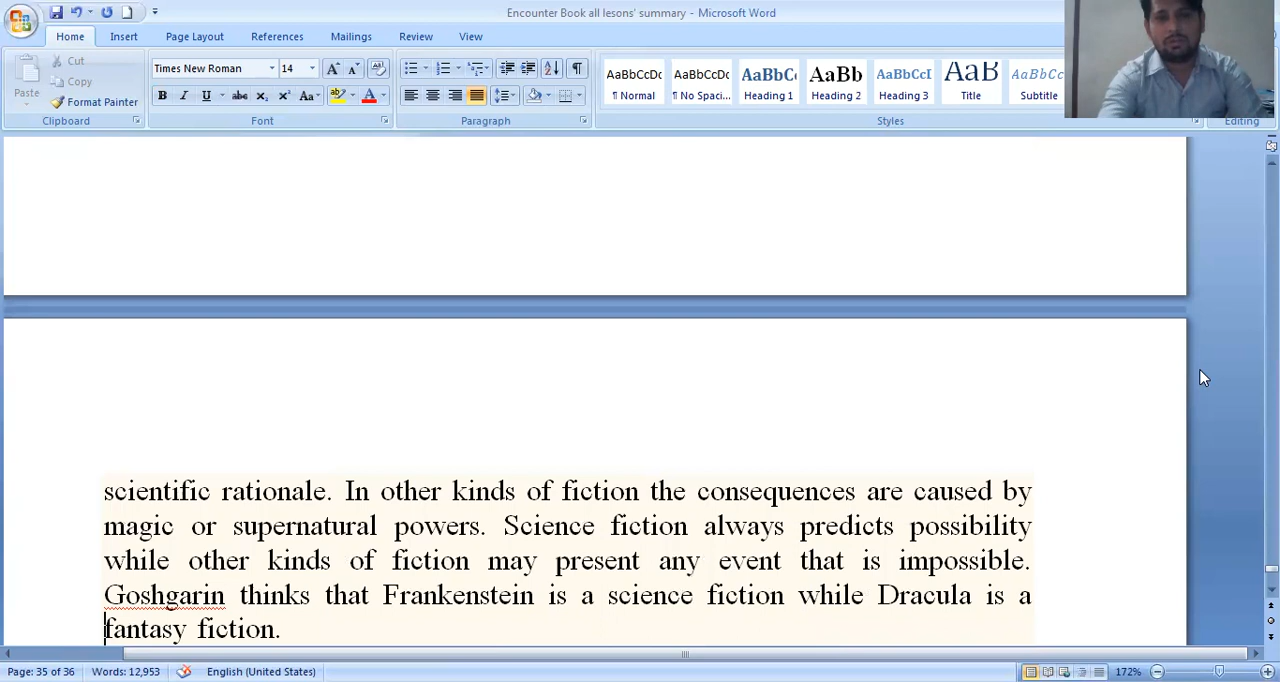 Encounter Book all lesons' summary - Microsoft Word
Home Insert Page Layout References Mailings Review View
Paste
Cut
Copy
Format Painter
Times New Roman 14
AaBbCcDc AaBbCcDc AaBbC AaBb AaBbCcI AaB AaBbCc
¶ Normal ¶ No Spaci... Heading 1 Heading 2 Heading 3 Title Subtitle
Clipboard Font Paragraph Styles Editing
scientific rationale. In other kinds of fiction the consequences are caused by
magic or supernatural powers. Science fiction always predicts possibility
while other kinds of fiction may present any event that is impossible.
Goshgarin thinks that Frankenstein is a science fiction while Dracula is a
fantasy fiction.
Page: 35 of 36 Words: 12,953 English (United States) 172%